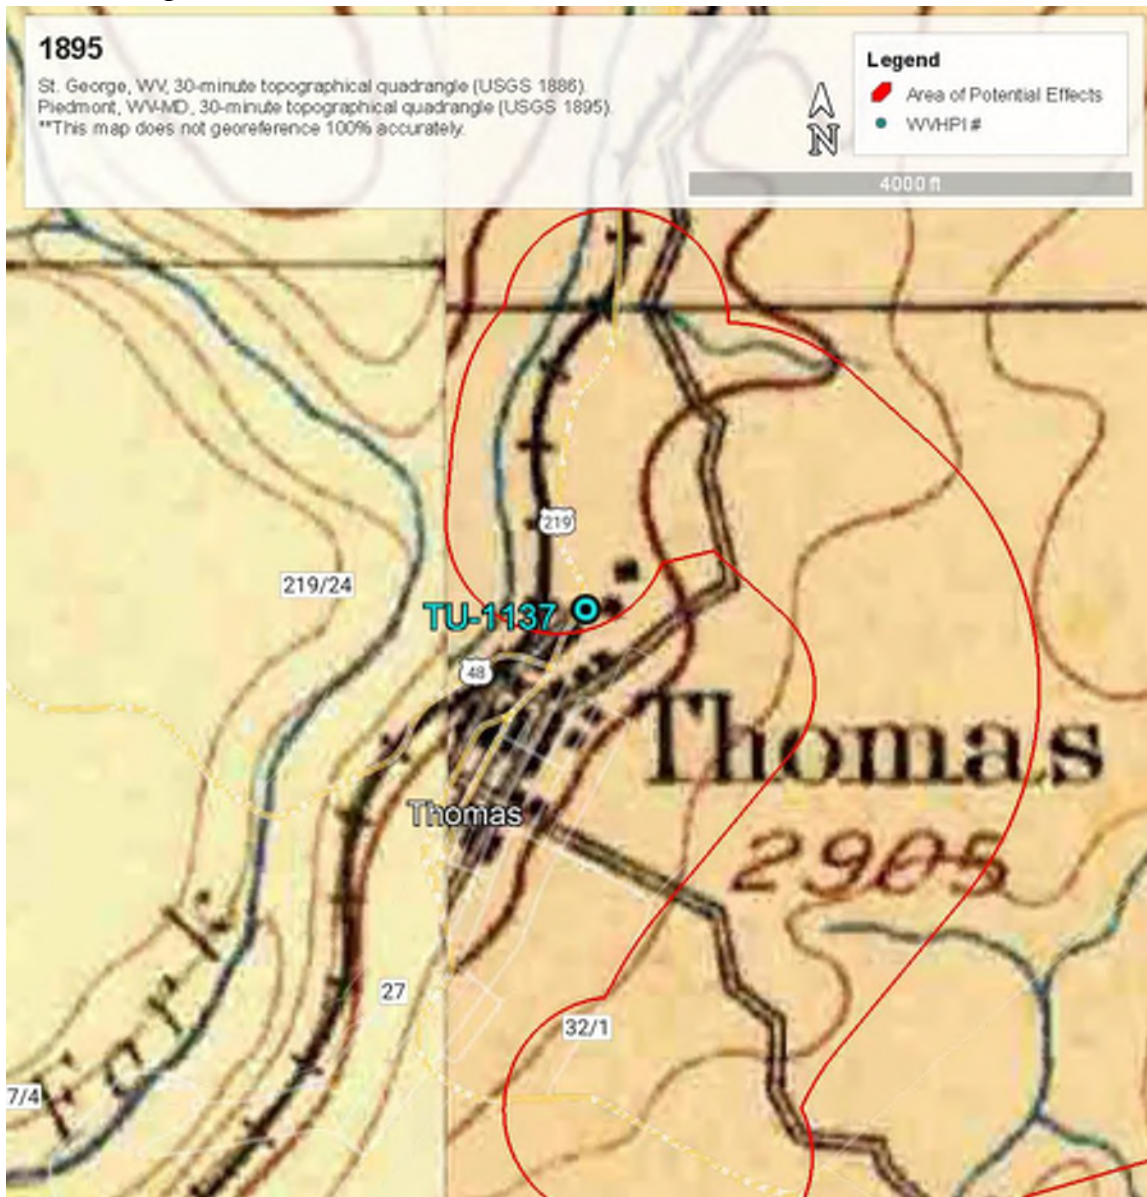 1895
St. George, WV, 30-minute topographical quadrangle (USGS 1886).
Piedmont, WV-MD, 30-minute topographical quadrangle (USGS 1895).
**This map does not georeference 100% accurately.
N
Legend
Area of Potential Effects
WVHPI #
4000 ft
219
219/24
TU-1137
48
Thomas
Thomas
2905
Fork
27
32/1
7/4